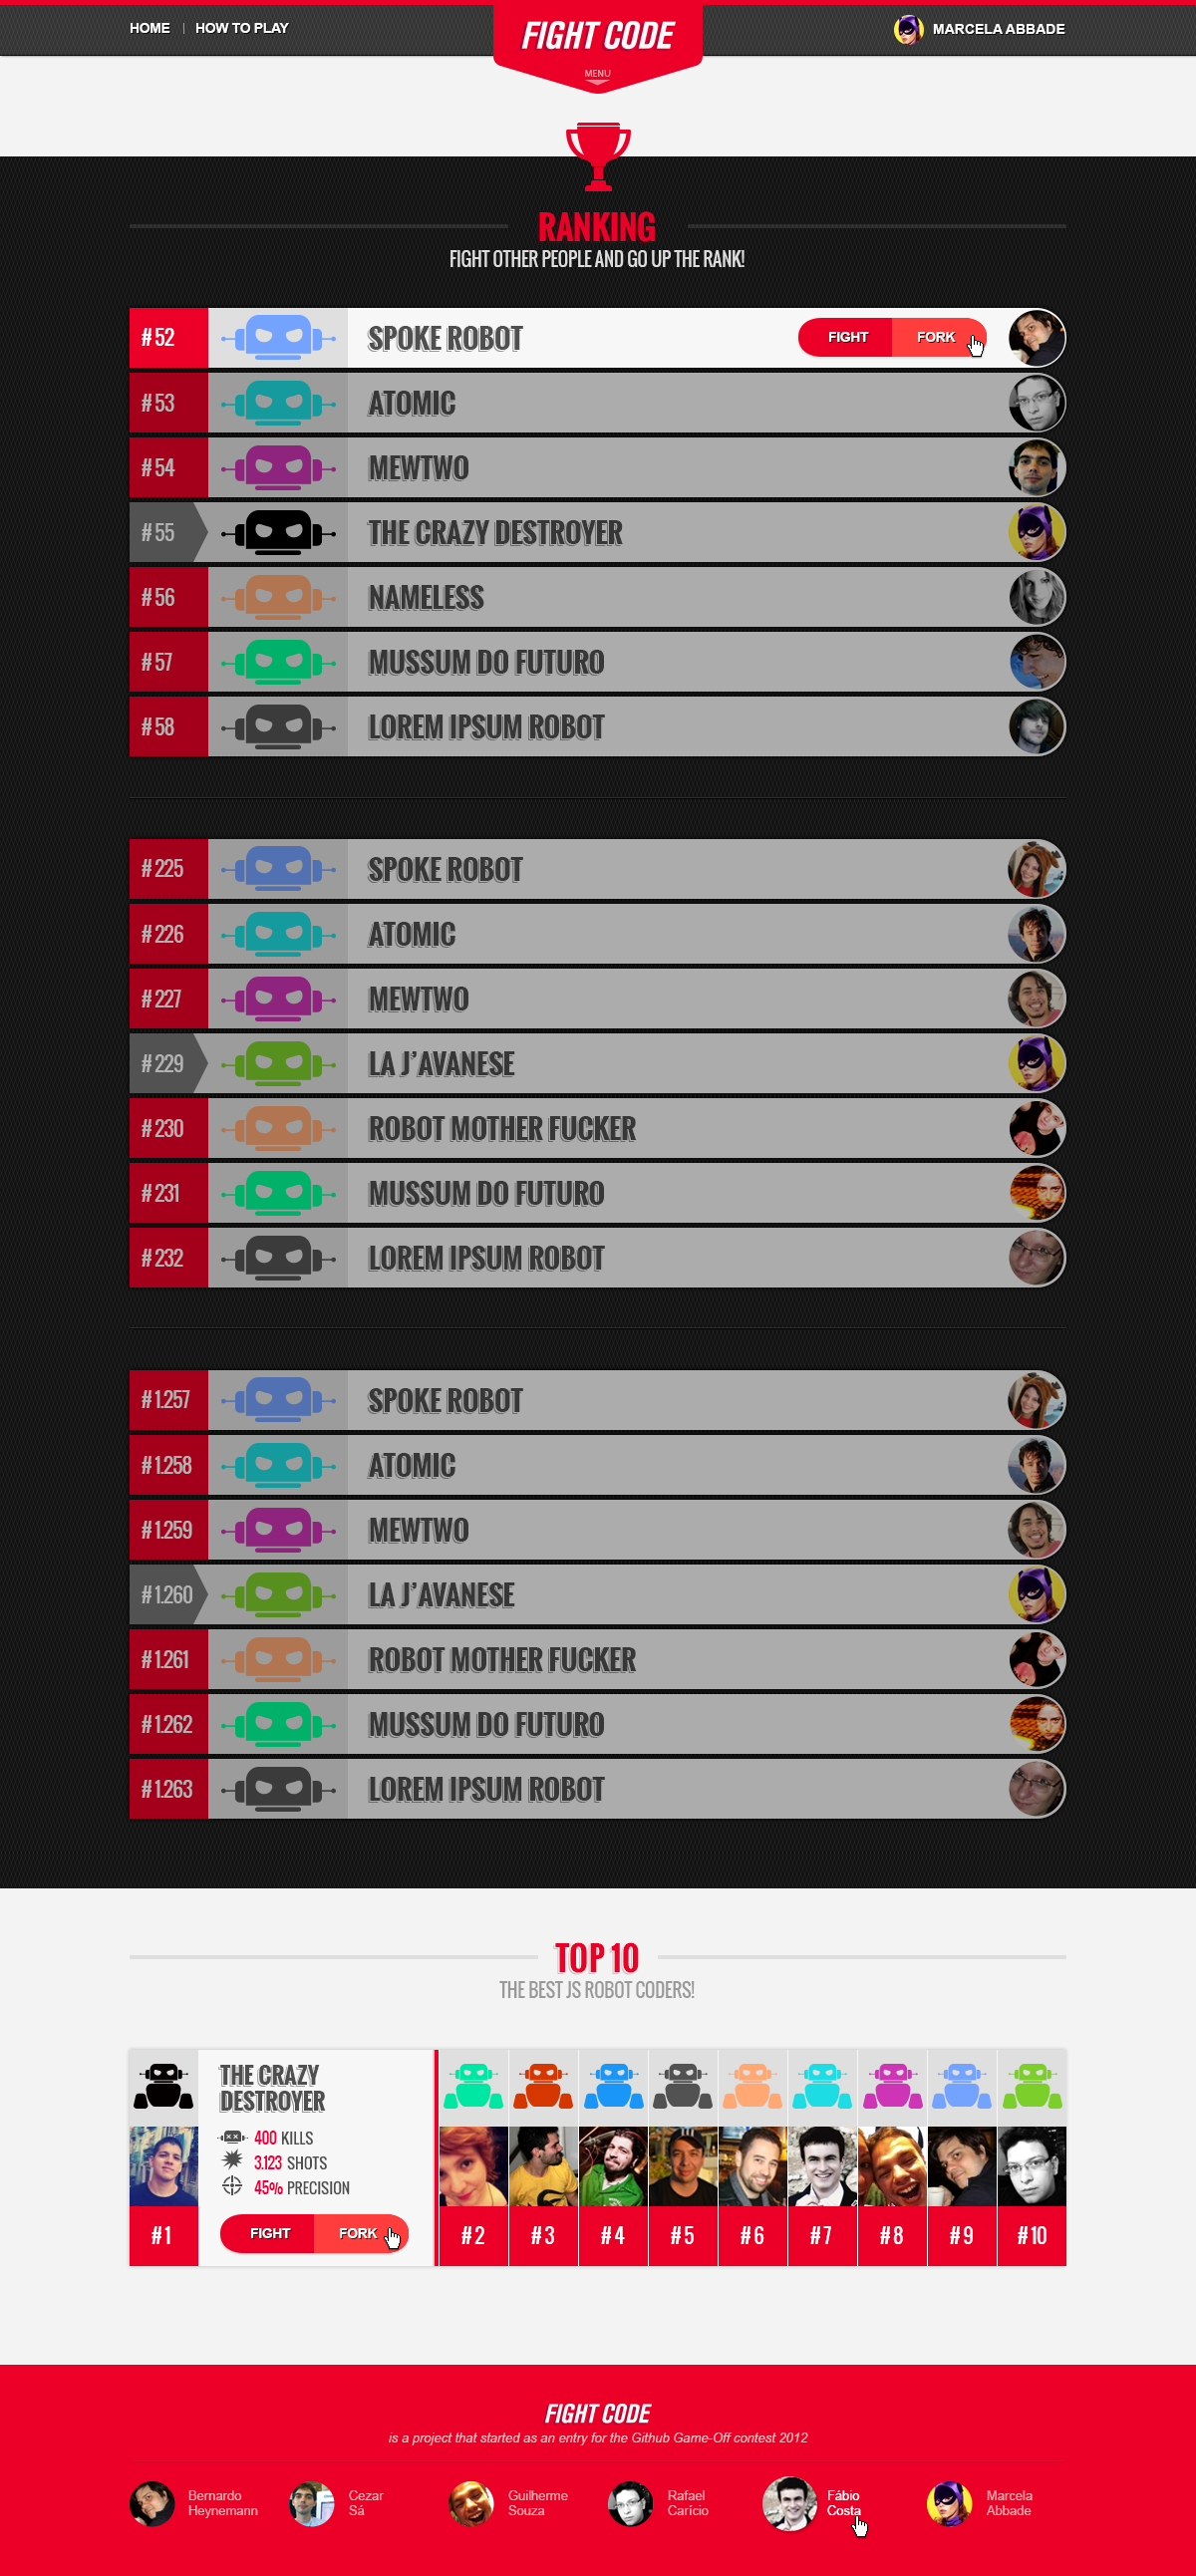 HOME | HOW TO PLAY
FIGHT CODE
MENU
MARCELA ABBADE
RANKING
FIGHT OTHER PEOPLE AND GO UP THE RANK!
#52 SPOKE ROBOT FIGHT FORK
#53 ATOMIC
#54 MEWTWO
#55 THE CRAZY DESTROYER
#56 NAMELESS
#57 MUSSUM DO FUTURO
#58 LOREM IPSUM ROBOT
#225 SPOKE ROBOT
#226 ATOMIC
#227 MEWTWO
#229 LA J'AVANESE
#230 ROBOT MOTHER FUCKER
#231 MUSSUM DO FUTURO
#232 LOREM IPSUM ROBOT
#1.257 SPOKE ROBOT
#1.258 ATOMIC
#1.259 MEWTWO
#1.260 LA J'AVANESE
#1.261 ROBOT MOTHER FUCKER
#1.262 MUSSUM DO FUTURO
#1.263 LOREM IPSUM ROBOT
TOP 10
THE BEST JS ROBOT CODERS!
THE CRAZY
DESTROYER
400 KILLS
3.123 SHOTS
45% PRECISION
FIGHT FORK
#1 #2 #3 #4 #5 #6 #7 #8 #9 #10
FIGHT CODE
is a project that started as an entry for the Github Game-Off contest 2012
Bernardo
Heynemann
Cezar
Sá
Guilherme
Souza
Rafael
Carício
Fábio
Costa
Marcela
Abbade